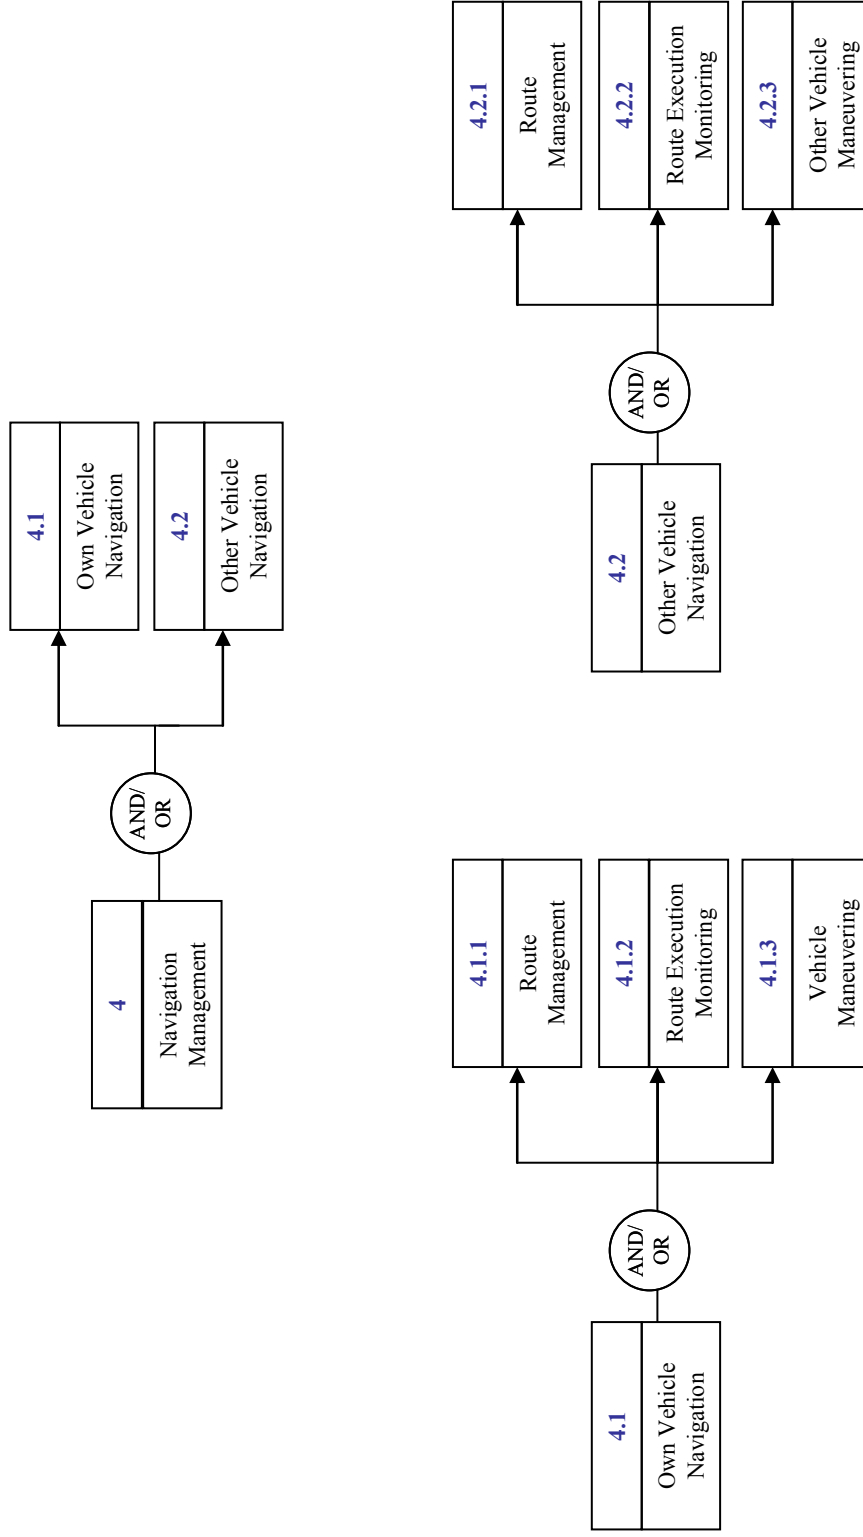 4
Navigation
Management
AND/
OR
4.1
Own Vehicle
Navigation
4.2
Other Vehicle
Navigation
4.1
Own Vehicle
Navigation
AND/
OR
4.1.1
Route
Management
4.1.2
Route Execution
Monitoring
4.1.3
Vehicle
Maneuvering
4.2
Other Vehicle
Navigation
AND/
OR
4.2.1
Route
Management
4.2.2
Route Execution
Monitoring
4.2.3
Other Vehicle
Maneuvering